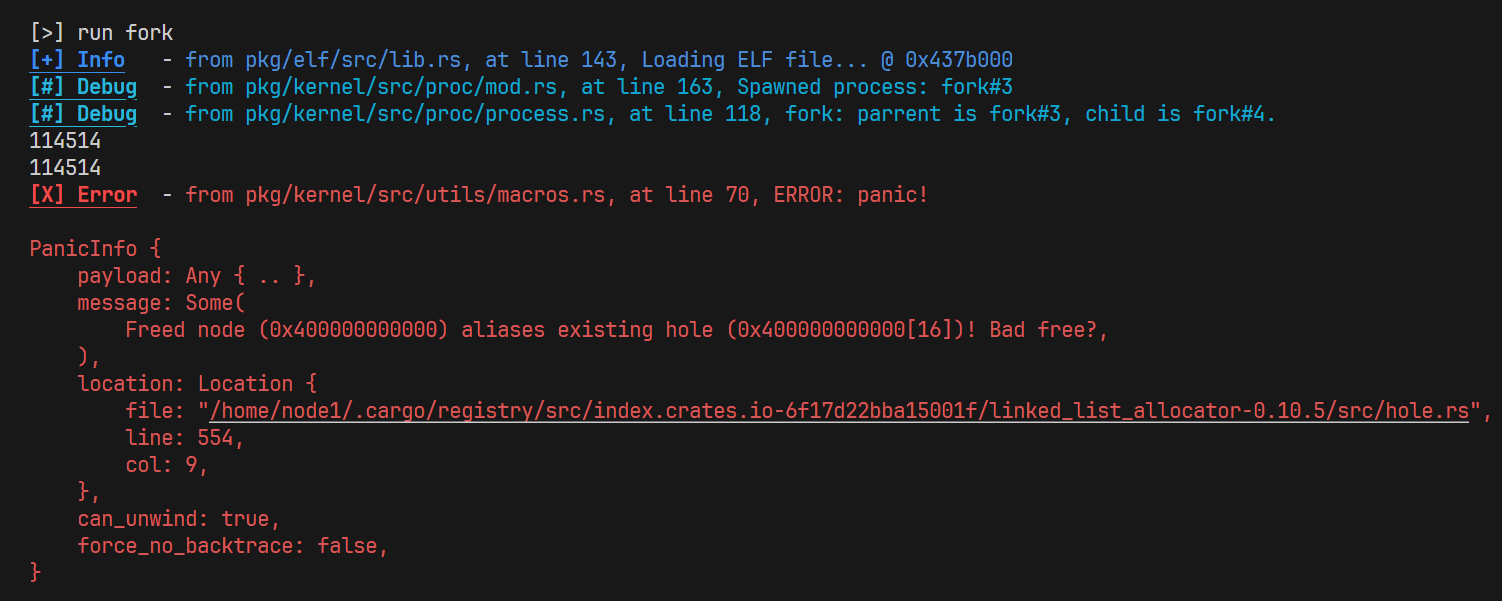 [>] run fork
[+] Info   - from pkg/elf/src/lib.rs, at line 143, Loading ELF file... @ 0x437b000
[#] Debug  - from pkg/kernel/src/proc/mod.rs, at line 163, Spawned process: fork#3
[#] Debug  - from pkg/kernel/src/proc/process.rs, at line 118, fork: parrent is fork#3, child is fork#4.
114514
114514
[X] Error  - from pkg/kernel/src/utils/macros.rs, at line 70, ERROR: panic!

PanicInfo {
    payload: Any { .. },
    message: Some(
        Freed node (0x400000000000) aliases existing hole (0x400000000000[16])! Bad free?,
    ),
    location: Location {
        file: "/home/node1/.cargo/registry/src/index.crates.io-6f17d22bba15001f/linked_list_allocator-0.10.5/src/hole.rs",
        line: 554,
        col: 9,
    },
    can_unwind: true,
    force_no_backtrace: false,
}